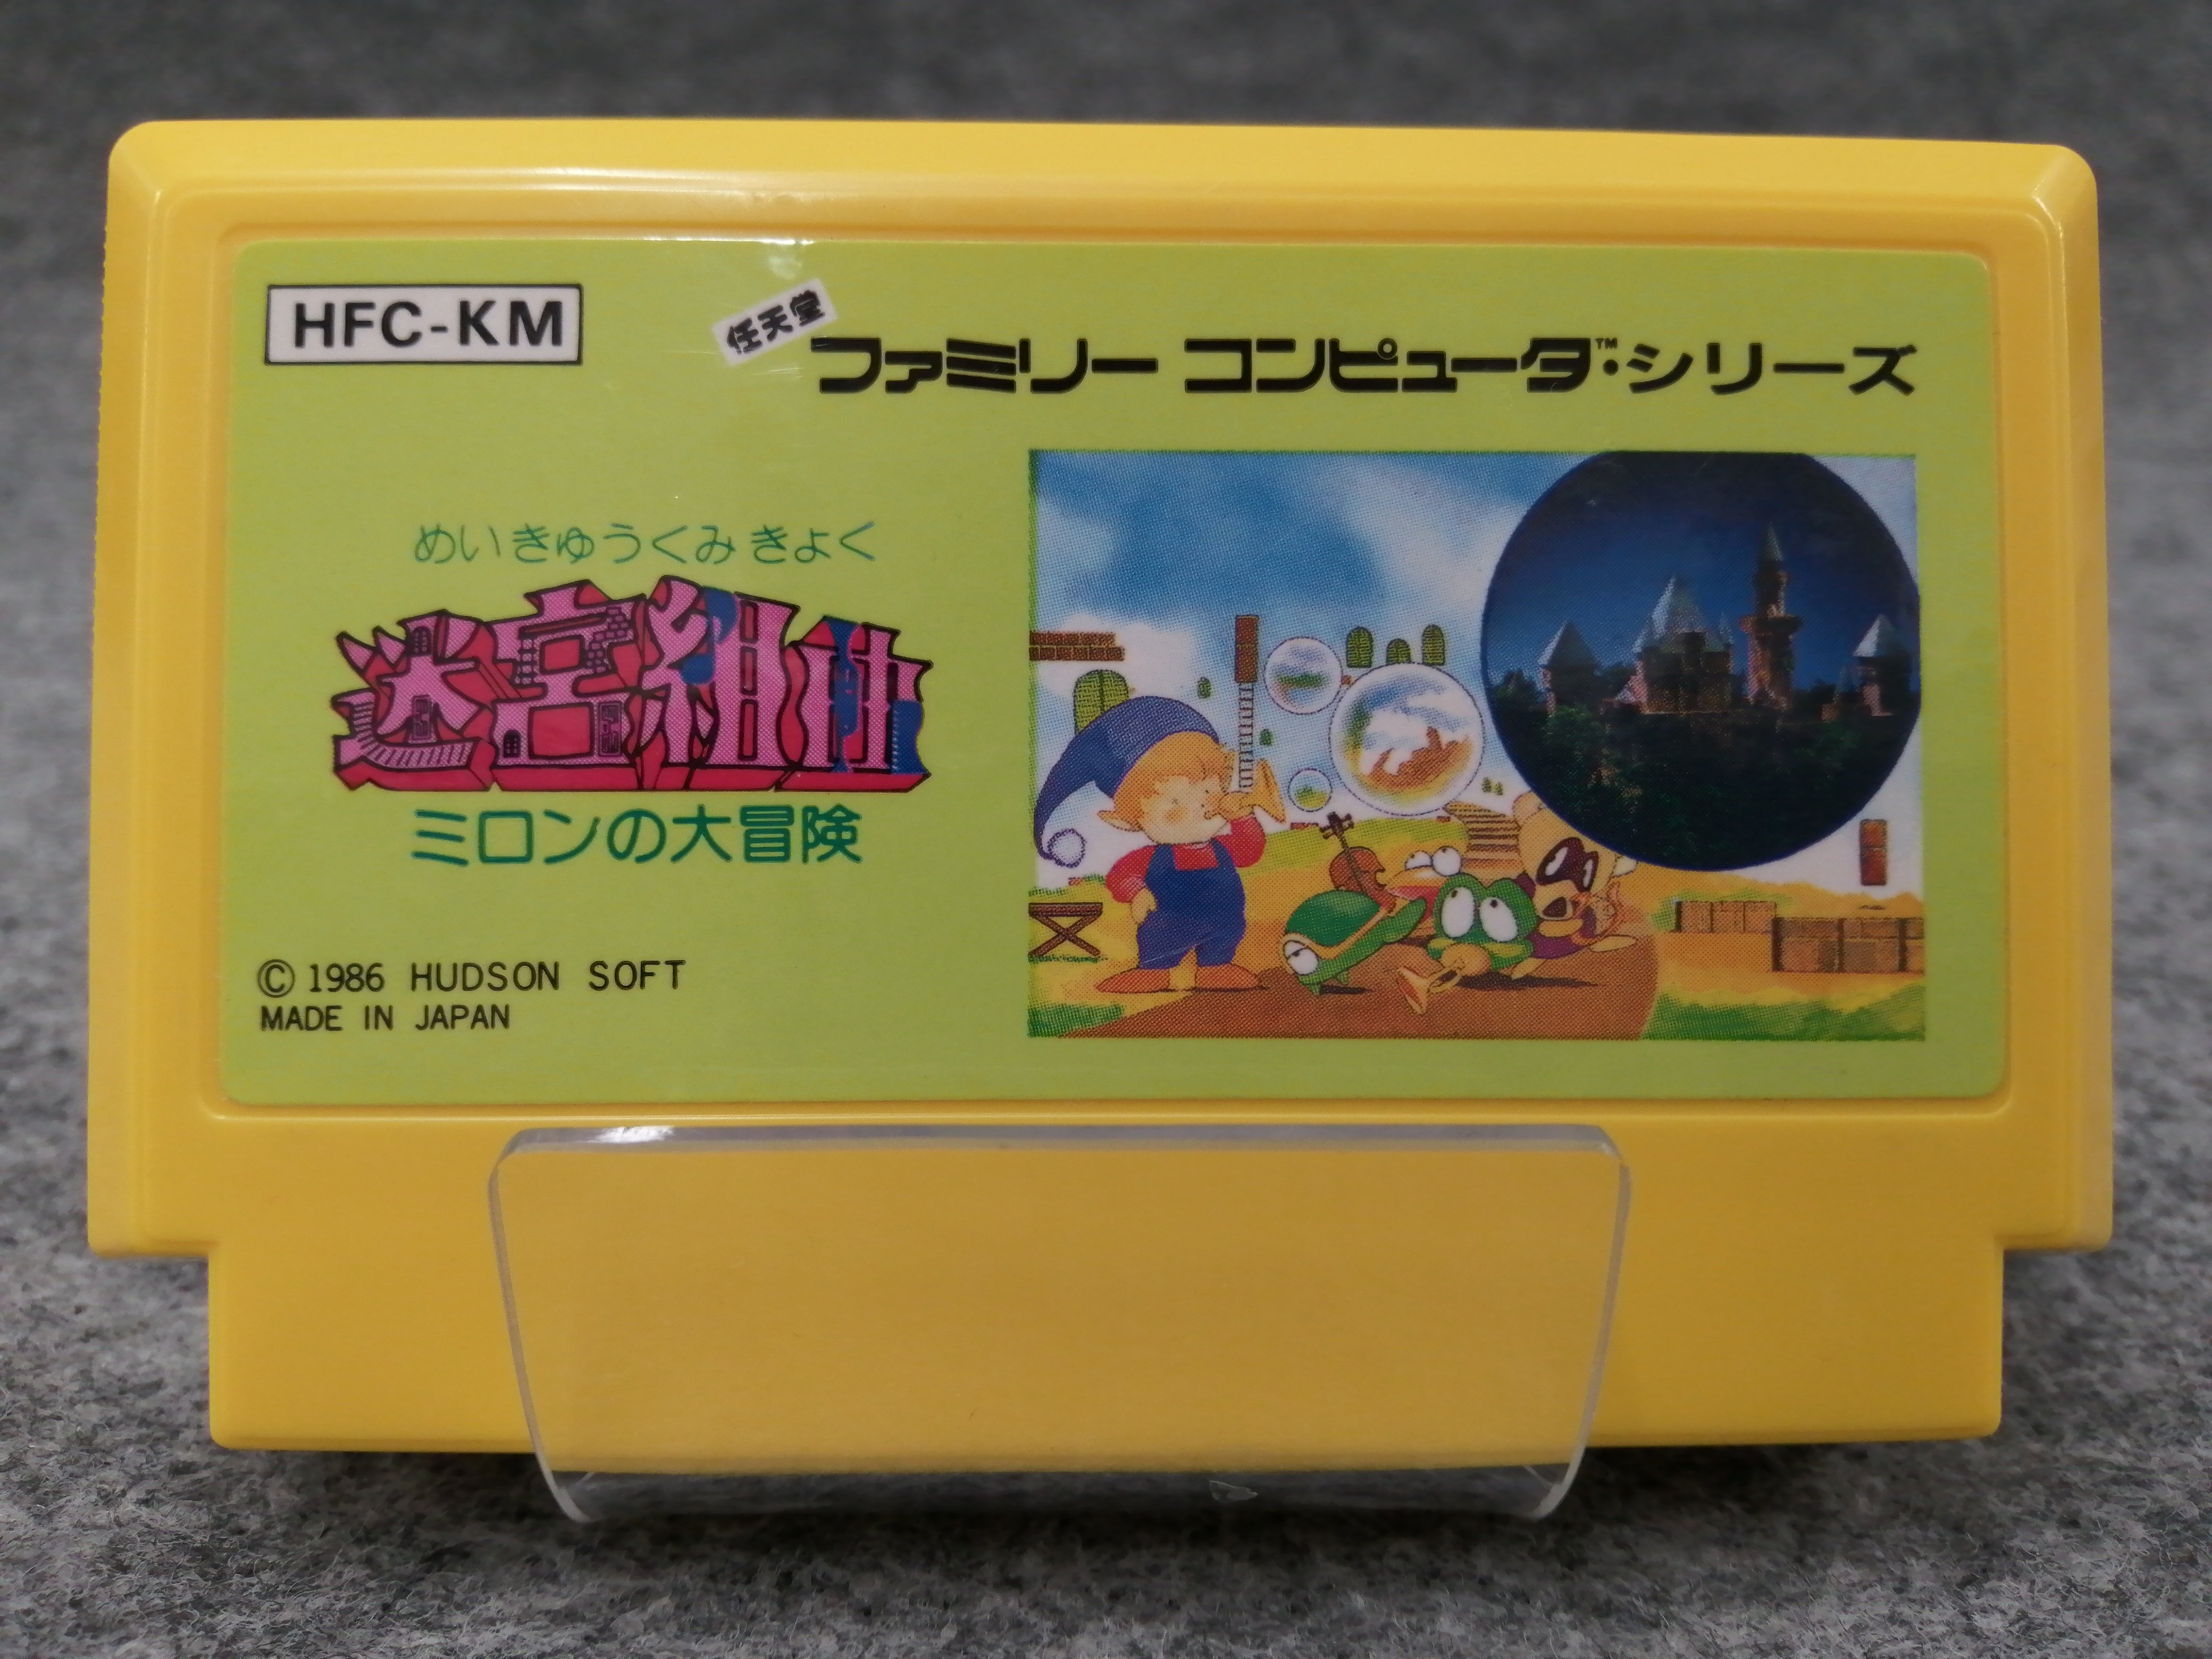 HFC-KM
任天堂
ファミリー コンピュータ™・シリーズ
めいきゅうくみきょく
迷宮組曲
ミロンの大冒険
© 1986 HUDSON SOFT
MADE IN JAPAN